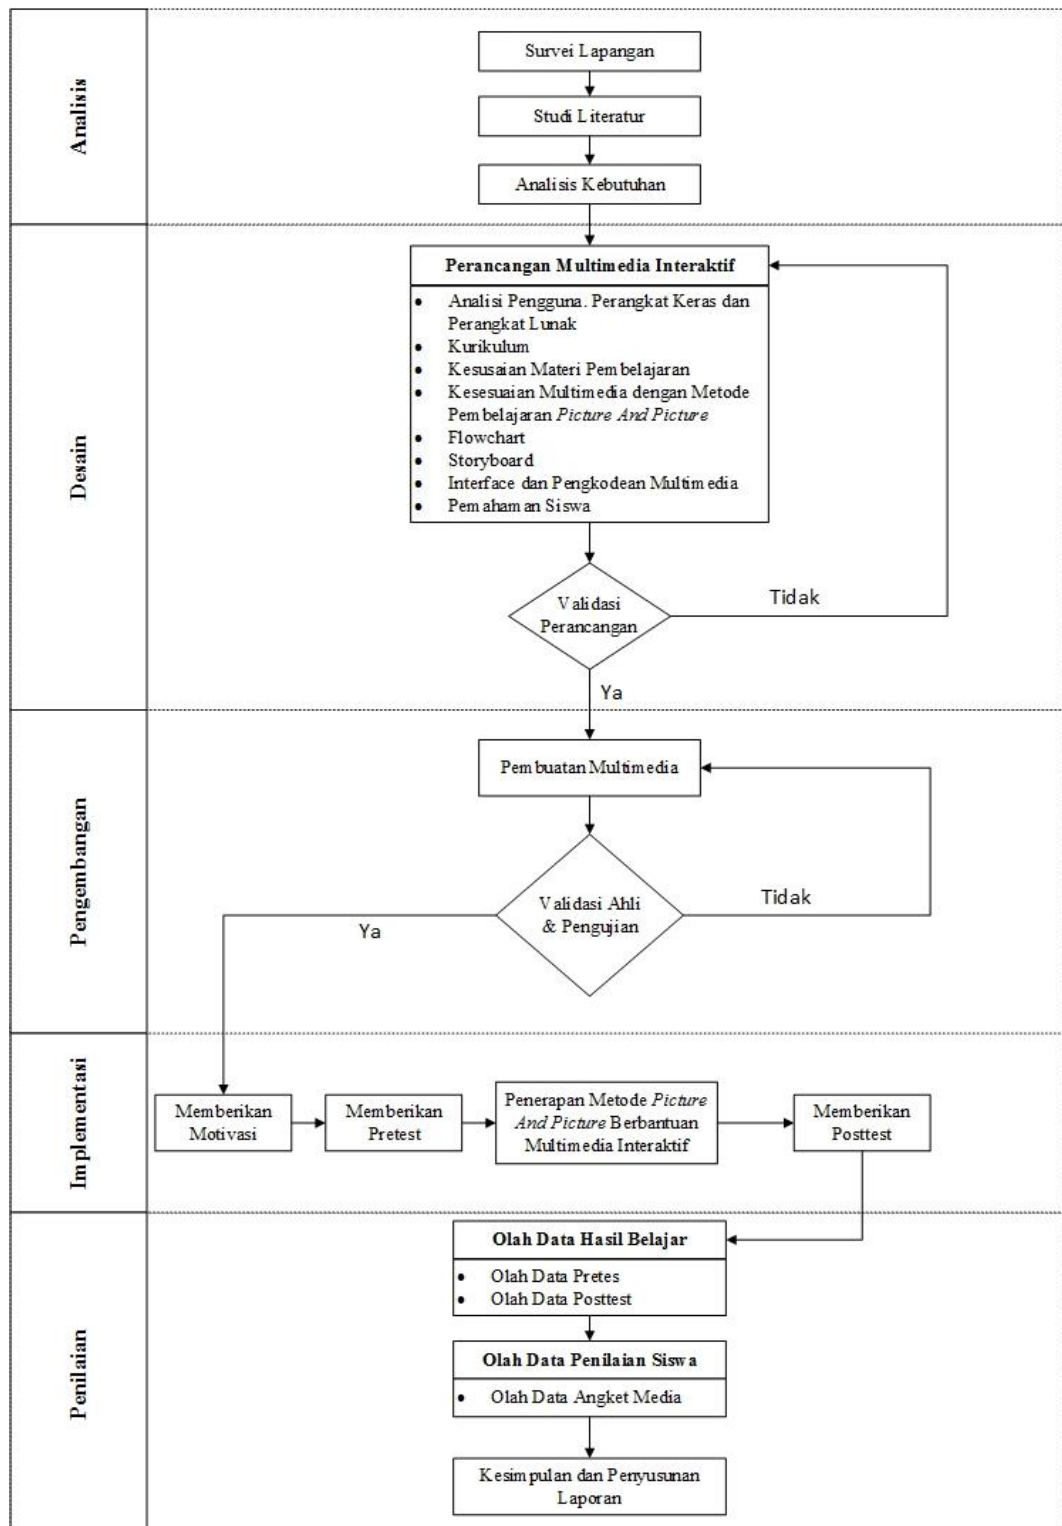 Analisis
Survei Lapangan
Studi Literatur
Analisis Kebutuhan
Desain
Perancangan Multimedia Interaktif
• Analisi Pengguna. Perangkat Keras dan
Perangkat Lunak
• Kurikulum
• Kesusaian Materi Pembelajaran
• Kesesuaian Multimedia dengan Metode
Pembelajaran Picture And Picture
• Flowchart
• Storyboard
• Interface dan Pengkodean Multimedia
• Pemahaman Siswa
Validasi
Perancangan
Tidak
Ya
Pengembangan
Pembuatan Multimedia
Validasi Ahli
& Pengujian
Tidak
Ya
Implementasi
Memberikan
Motivasi
Memberikan
Pretest
Penerapan Metode Picture
And Picture Berbantuan
Multimedia Interaktif
Memberikan
Posttest
Penilaian
Olah Data Hasil Belajar
• Olah Data Pretes
• Olah Data Posttest
Olah Data Penilaian Siswa
• Olah Data Angket Media
Kesimpulan dan Penyusunan
Laporan